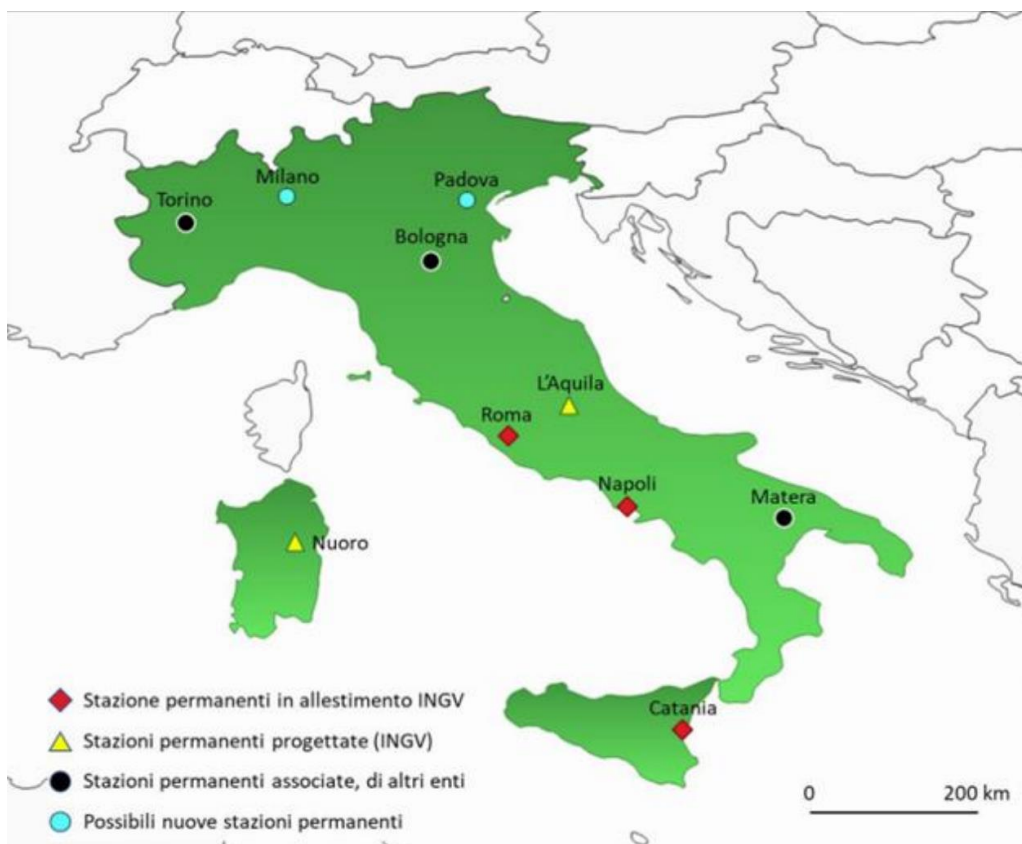 Milano
Padova
Torino
Bologna
L'Aquila
Roma
Napoli
Matera
Nuoro
Stazione permanenti in allestimento INGV
Catania
Stazioni permanenti progettate (INGV)
Stazioni permanenti associate, di altri enti
0 200 km
Possibili nuove stazioni permanenti